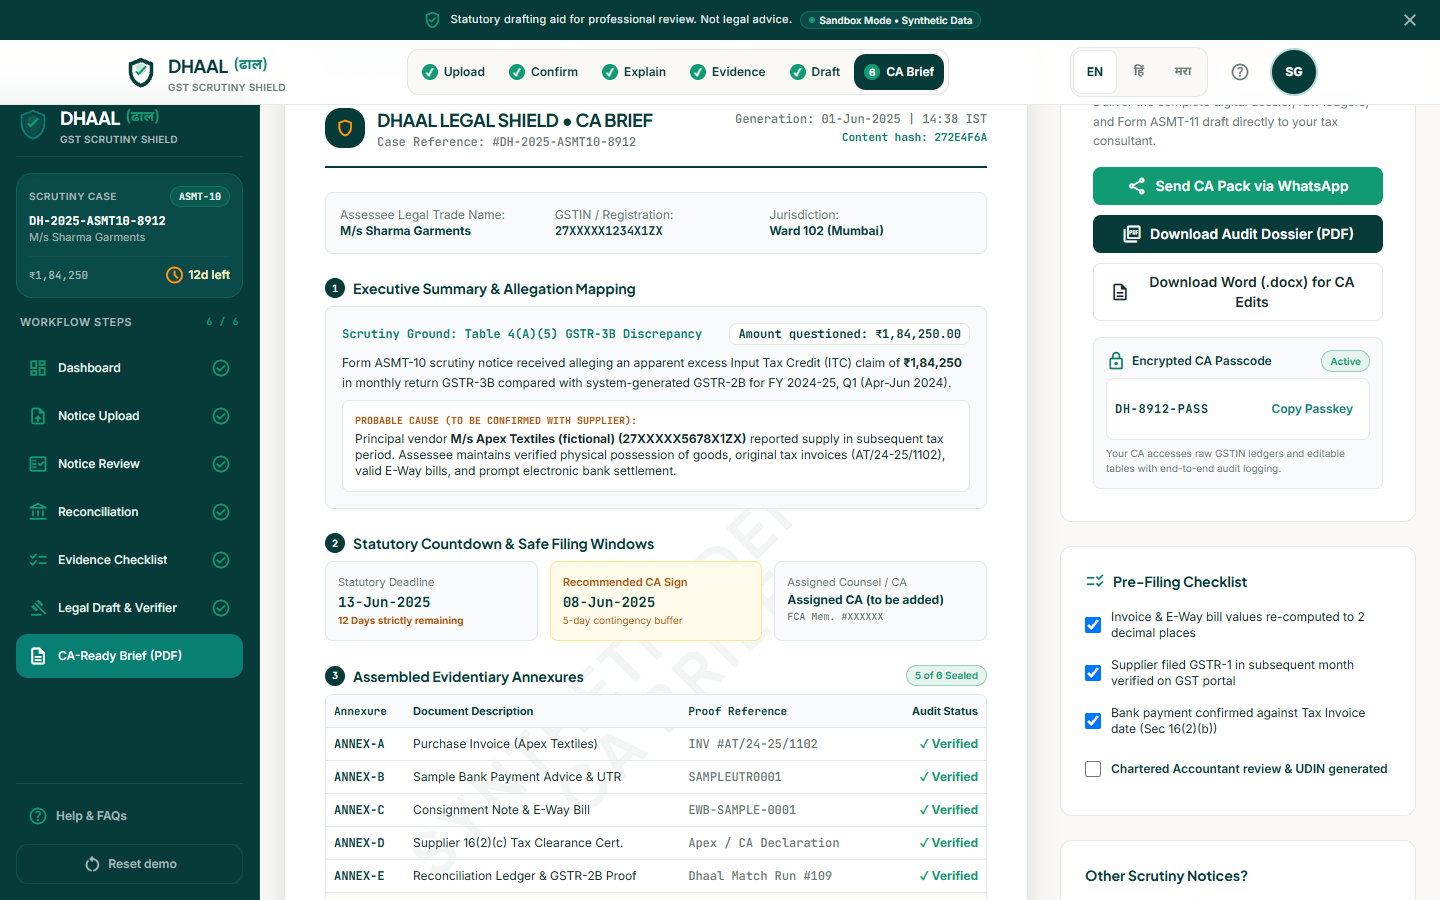 Statutory drafting aid for professional review. Not legal advice.
Sandbox Mode • Synthetic Data
DHAAL (ढाल)
GST SCRUTINY SHIELD
Upload
Confirm
Explain
Evidence
Draft
6 CA Brief
EN
हिं
मरा
SG
DHAAL (ढाल)
GST SCRUTINY SHIELD
SCRUTINY CASE
ASMT-10
DH-2025-ASMT10-8912
M/s Sharma Garments
₹1,84,250
12d left
WORKFLOW STEPS
6 / 6
Dashboard
Notice Upload
Notice Review
Reconciliation
Evidence Checklist
Legal Draft & Verifier
CA-Ready Brief (PDF)
Help & FAQs
Reset demo
DHAAL LEGAL SHIELD ● CA BRIEF
Case Reference: #DH-2025-ASMT10-8912
Generation: 01-Jun-2025 | 14:38 IST
Content hash: 272E4F6A
Assessee Legal Trade Name:
M/s Sharma Garments
GSTIN / Registration:
27XXXXX1234X1ZX
Jurisdiction:
Ward 102 (Mumbai)
1 Executive Summary & Allegation Mapping
Scrutiny Ground: Table 4(A)(5) GSTR-3B Discrepancy
Amount questioned: ₹1,84,250.00
Form ASMT-10 scrutiny notice received alleging an apparent excess Input Tax Credit (ITC) claim of ₹1,84,250
in monthly return GSTR-3B compared with system-generated GSTR-2B for FY 2024-25, Q1 (Apr-Jun 2024).
PROBABLE CAUSE (TO BE CONFIRMED WITH SUPPLIER):
Principal vendor M/s Apex Textiles (fictional) (27XXXXX5678X1ZX) reported supply in subsequent tax
period. Assessee maintains verified physical possession of goods, original tax invoices (AT/24-25/1102),
valid E-Way bills, and prompt electronic bank settlement.
2 Statutory Countdown & Safe Filing Windows
Statutory Deadline
13-Jun-2025
12 Days strictly remaining
Recommended CA Sign
08-Jun-2025
5-day contingency buffer
Assigned Counsel / CA
Assigned CA (to be added)
FCA Mem. #XXXXXX
3 Assembled Evidentiary Annexures
5 of 6 Sealed
Annexure Document Description Proof Reference Audit Status
ANNEX-A Purchase Invoice (Apex Textiles) INV #AT/24-25/1102 ✓ Verified
ANNEX-B Sample Bank Payment Advice & UTR SAMPLEUTR0001 ✓ Verified
ANNEX-C Consignment Note & E-Way Bill EWB-SAMPLE-0001 ✓ Verified
ANNEX-D Supplier 16(2)(c) Tax Clearance Cert. Apex / CA Declaration ✓ Verified
ANNEX-E Reconciliation Ledger & GSTR-2B Proof Dhaal Match Run #109 ✓ Verified
and Form ASMT-11 draft directly to your tax
consultant.
Send CA Pack via WhatsApp
Download Audit Dossier (PDF)
Download Word (.docx) for CA
Edits
Encrypted CA Passcode
Active
DH-8912-PASS
Copy Passkey
Your CA accesses raw GSTIN ledgers and editable
tables with end-to-end audit logging.
Pre-Filing Checklist
Invoice & E-Way bill values re-computed to 2
decimal places
Supplier filed GSTR-1 in subsequent month
verified on GST portal
Bank payment confirmed against Tax Invoice
date (Sec 16(2)(b))
Chartered Accountant review & UDIN generated
Other Scrutiny Notices?